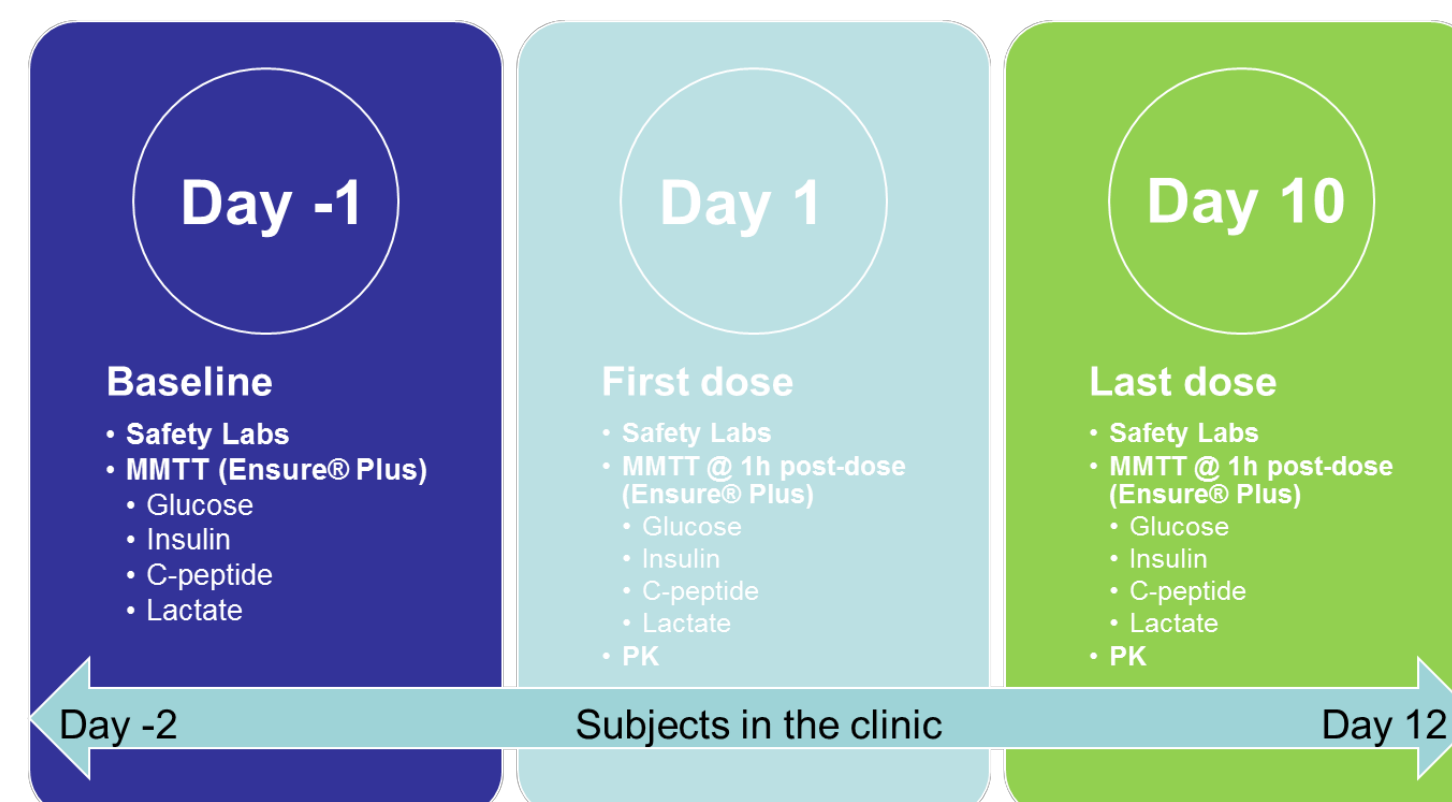 Day -1
Baseline
• Safety Labs
• MMTT (Ensure® Plus)
• Glucose
• Insulin
• C-peptide
• Lactate
Day 1
First dose
• Safety Labs
• MMTT @ 1h post-dose
(Ensure® Plus)
• Glucose
• Insulin
• C-peptide
• Lactate
• PK
Day 10
Last dose
• Safety Labs
• MMTT @ 1h post-dose
(Ensure® Plus)
• Glucose
• Insulin
• C-peptide
• Lactate
• PK
Day -2
Subjects in the clinic
Day 12